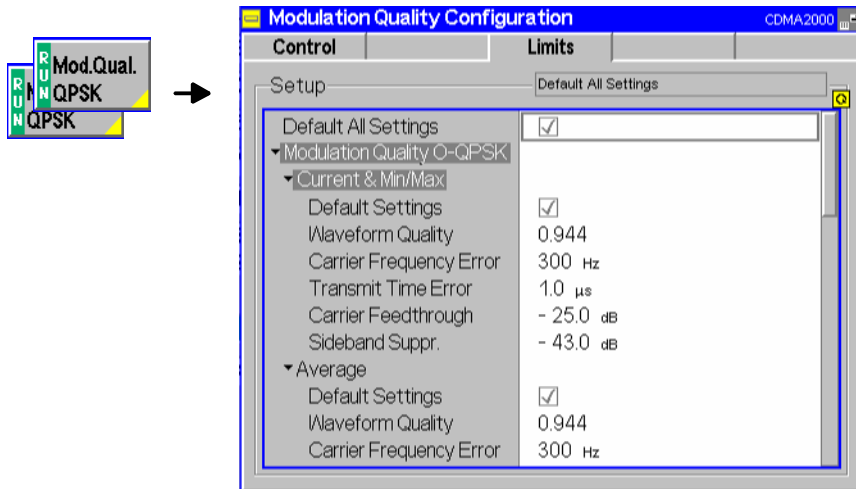 Modulation Quality Configuration CDMA2000
Control Limits
Setup Default All Settings
RUN Mod.Qual. QPSK
RUN QPSK
Default All Settings
Modulation Quality O-QPSK
Current & Min/Max
Default Settings
Waveform Quality 0.944
Carrier Frequency Error 300 Hz
Transmit Time Error 1.0 µs
Carrier Feedthrough - 25.0 dB
Sideband Suppr. - 43.0 dB
Average
Default Settings
Waveform Quality 0.944
Carrier Frequency Error 300 Hz